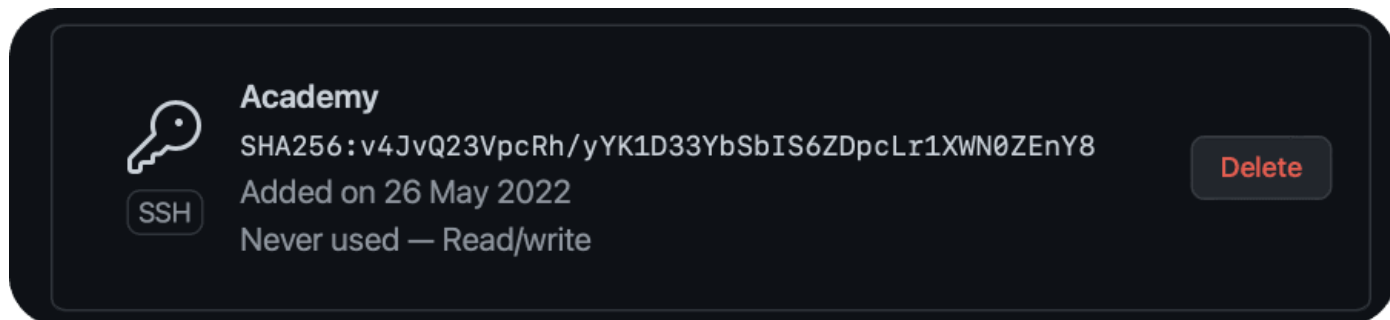 Academy
SHA256:v4JvQ23VpcRh/yYK1D33YbSbIS6ZDpcLr1XWN0ZEnY8
Added on 26 May 2022
Never used — Read/write
SSH
Delete